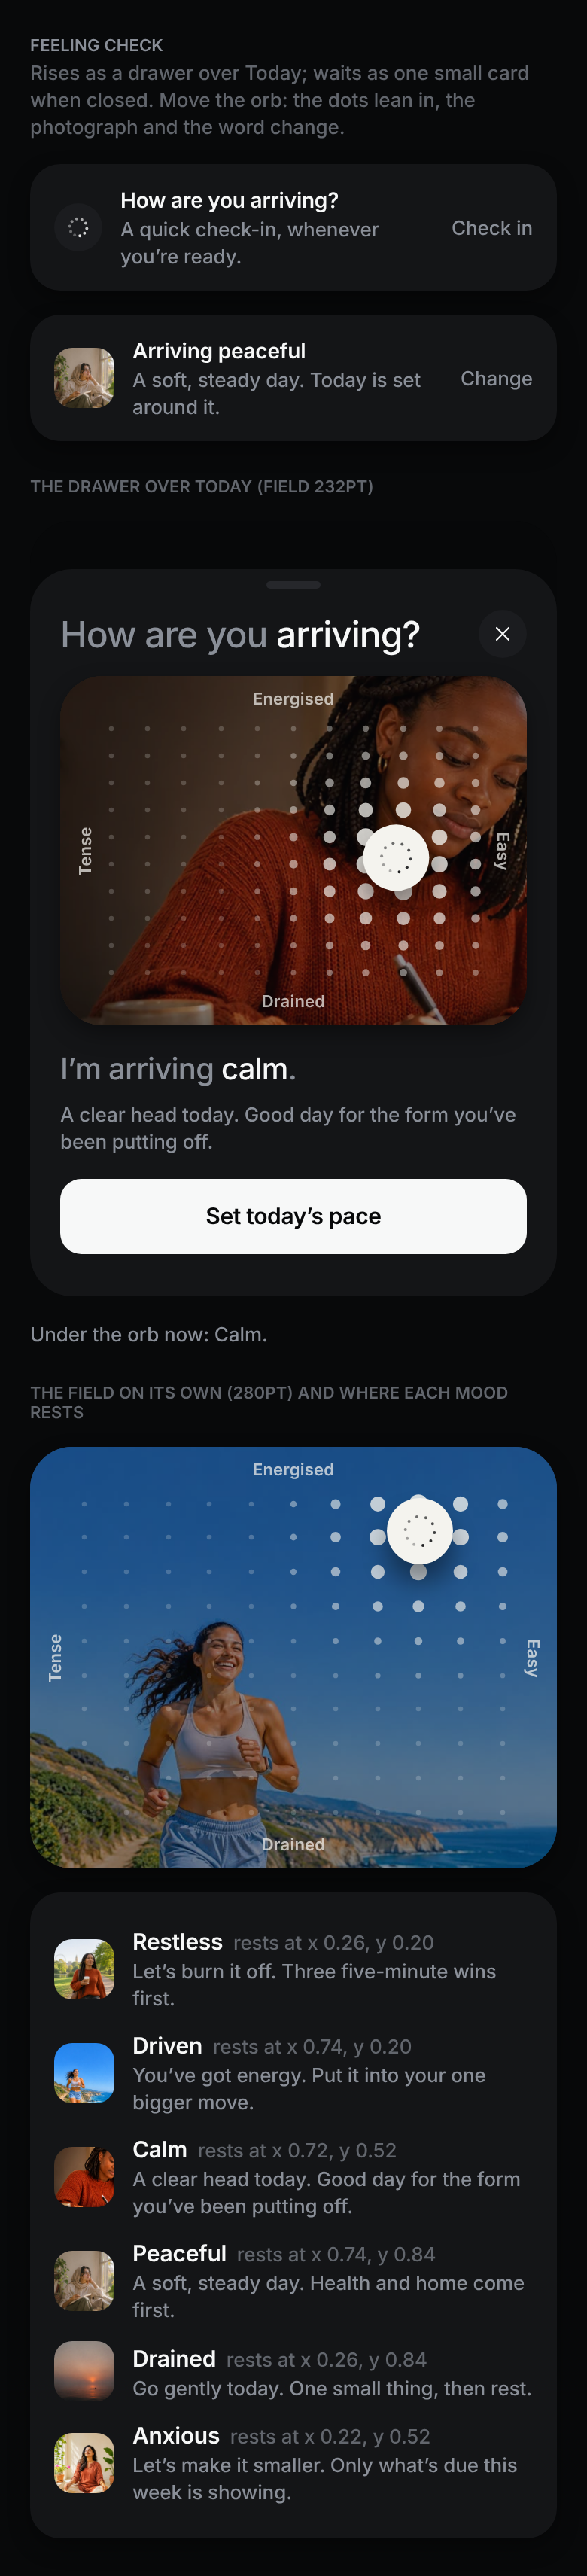 FEELING CHECK
Rises as a drawer over Today; waits as one small card
when closed. Move the orb: the dots lean in, the
photograph and the word change.
How are you arriving?
A quick check-in, whenever
you’re ready.
Check in
Arriving peaceful
A soft, steady day. Today is set
around it.
Change
THE DRAWER OVER TODAY (FIELD 232PT)
How are you arriving?
Energised
Tense
Easy
Drained
I’m arriving calm.
A clear head today. Good day for the form you’ve
been putting off.
Set today’s pace
Under the orb now: Calm.
THE FIELD ON ITS OWN (280PT) AND WHERE EACH MOOD
RESTS
Energised
Tense
Easy
Drained
Restless rests at x 0.26, y 0.20
Let’s burn it off. Three five-minute wins
first.
Driven rests at x 0.74, y 0.20
You’ve got energy. Put it into your one
bigger move.
Calm rests at x 0.72, y 0.52
A clear head today. Good day for the form
you’ve been putting off.
Peaceful rests at x 0.74, y 0.84
A soft, steady day. Health and home come
first.
Drained rests at x 0.26, y 0.84
Go gently today. One small thing, then rest.
Anxious rests at x 0.22, y 0.52
Let’s make it smaller. Only what’s due this
week is showing.